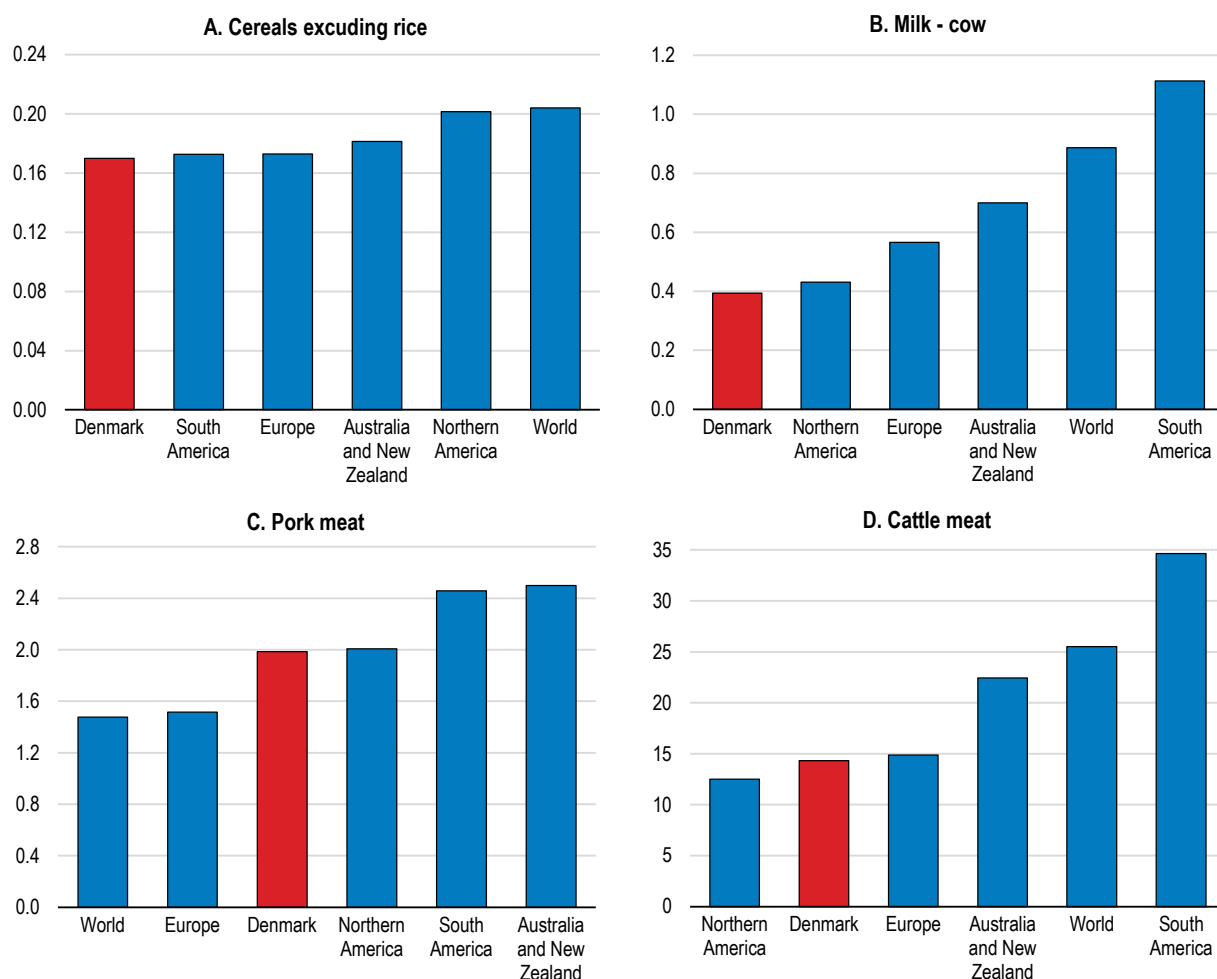 A. Cereals excuding rice
0.24
0.20
0.16
0.12
0.08
0.04
0.00
Denmark
South
America
Europe
Australia
and New
Zealand
Northern
America
World
B. Milk - cow
1.2
1.0
0.8
0.6
0.4
0.2
0.0
Denmark
Northern
America
Europe
Australia
and New
Zealand
World
South
America
C. Pork meat
2.8
2.4
2.0
1.6
1.2
0.8
0.4
0.0
World
Europe
Denmark
Northern
America
South
America
Australia
and New
Zealand
D. Cattle meat
35
30
25
20
15
10
5
0
Northern
America
Denmark
Europe
Australia
and New
Zealand
World
South
America